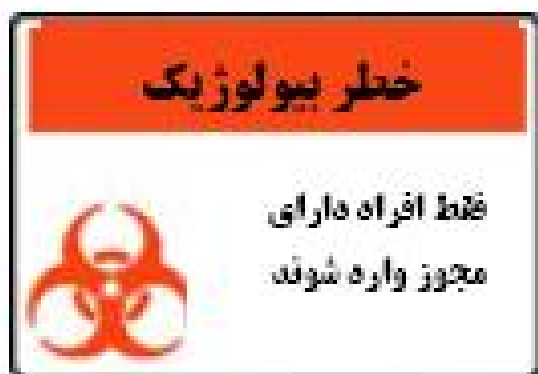 خطر بیولوژیک
فقط افراد دارای
مجوز وارد شوند